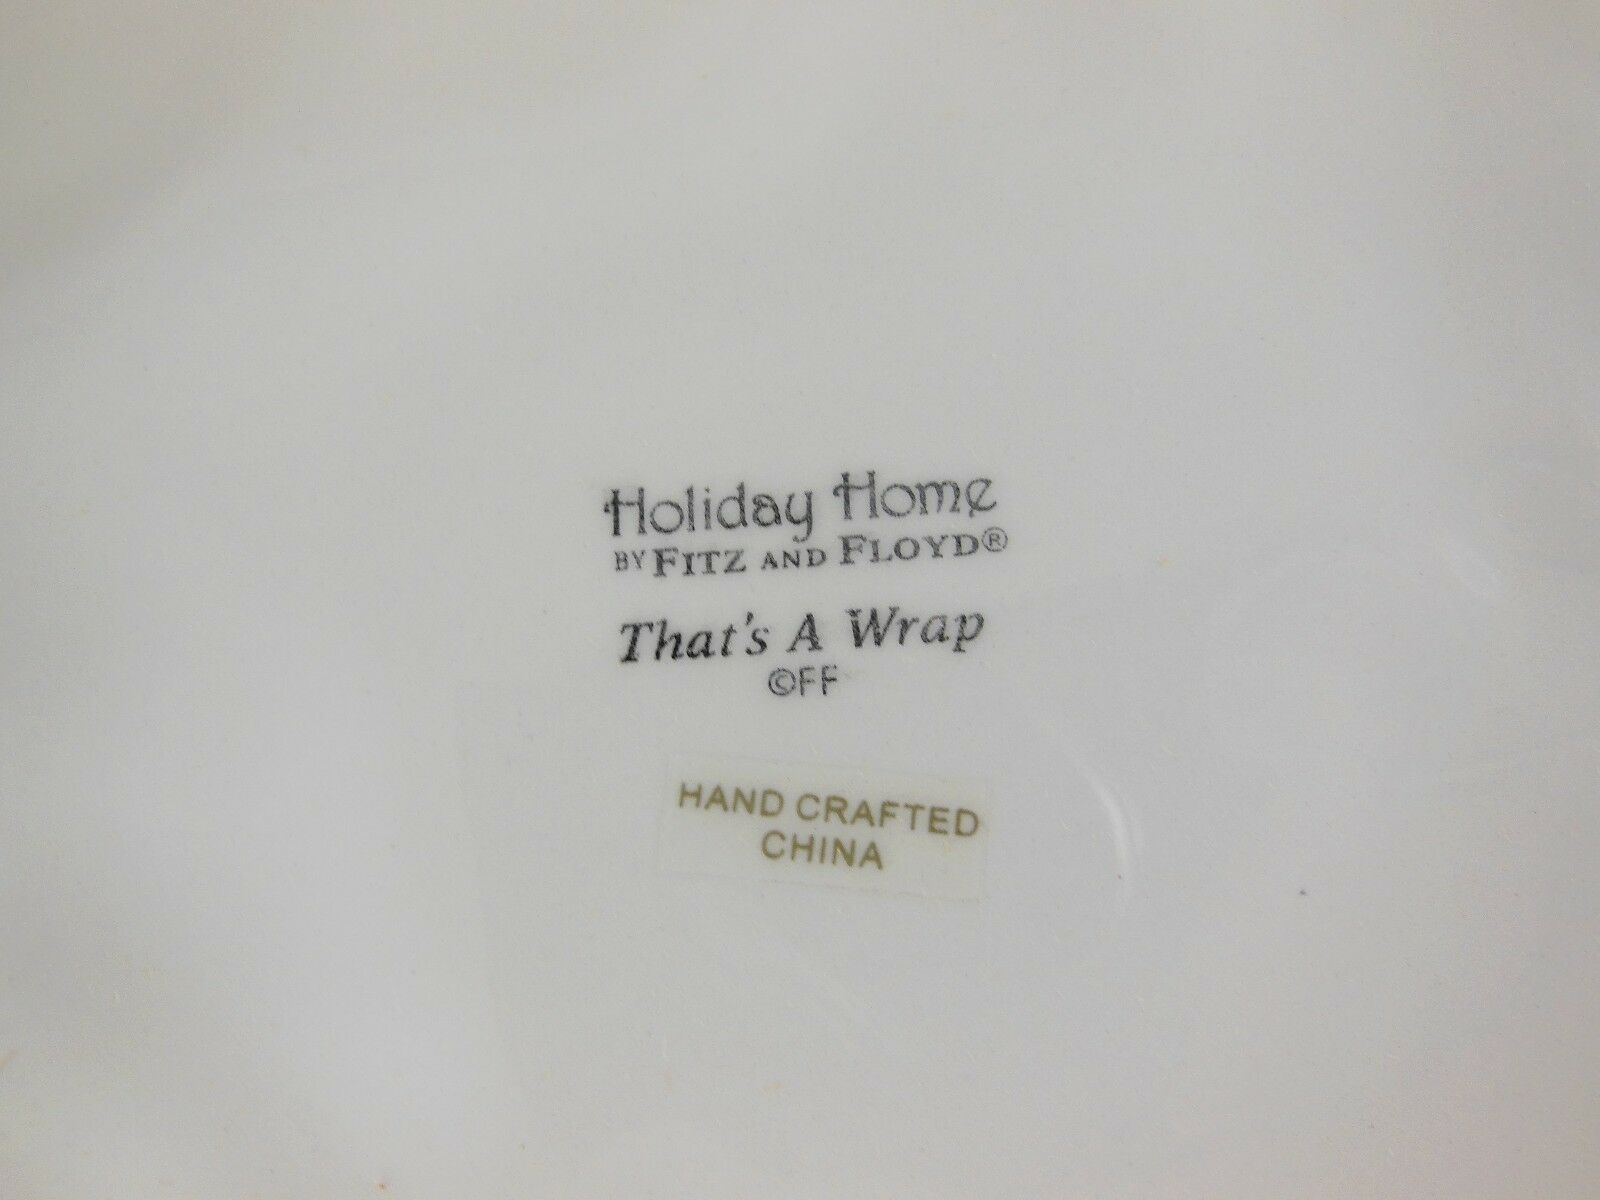 Holiday Home
BY FITZ AND FLOYD®
That's A Wrap
©FF
HAND CRAFTED
CHINA